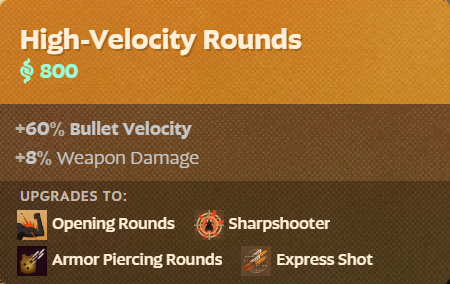 High-Velocity Rounds
800
+60% Bullet Velocity
+8% Weapon Damage
UPGRADES TO:
Opening Rounds Sharpshooter
Armor Piercing Rounds Express Shot